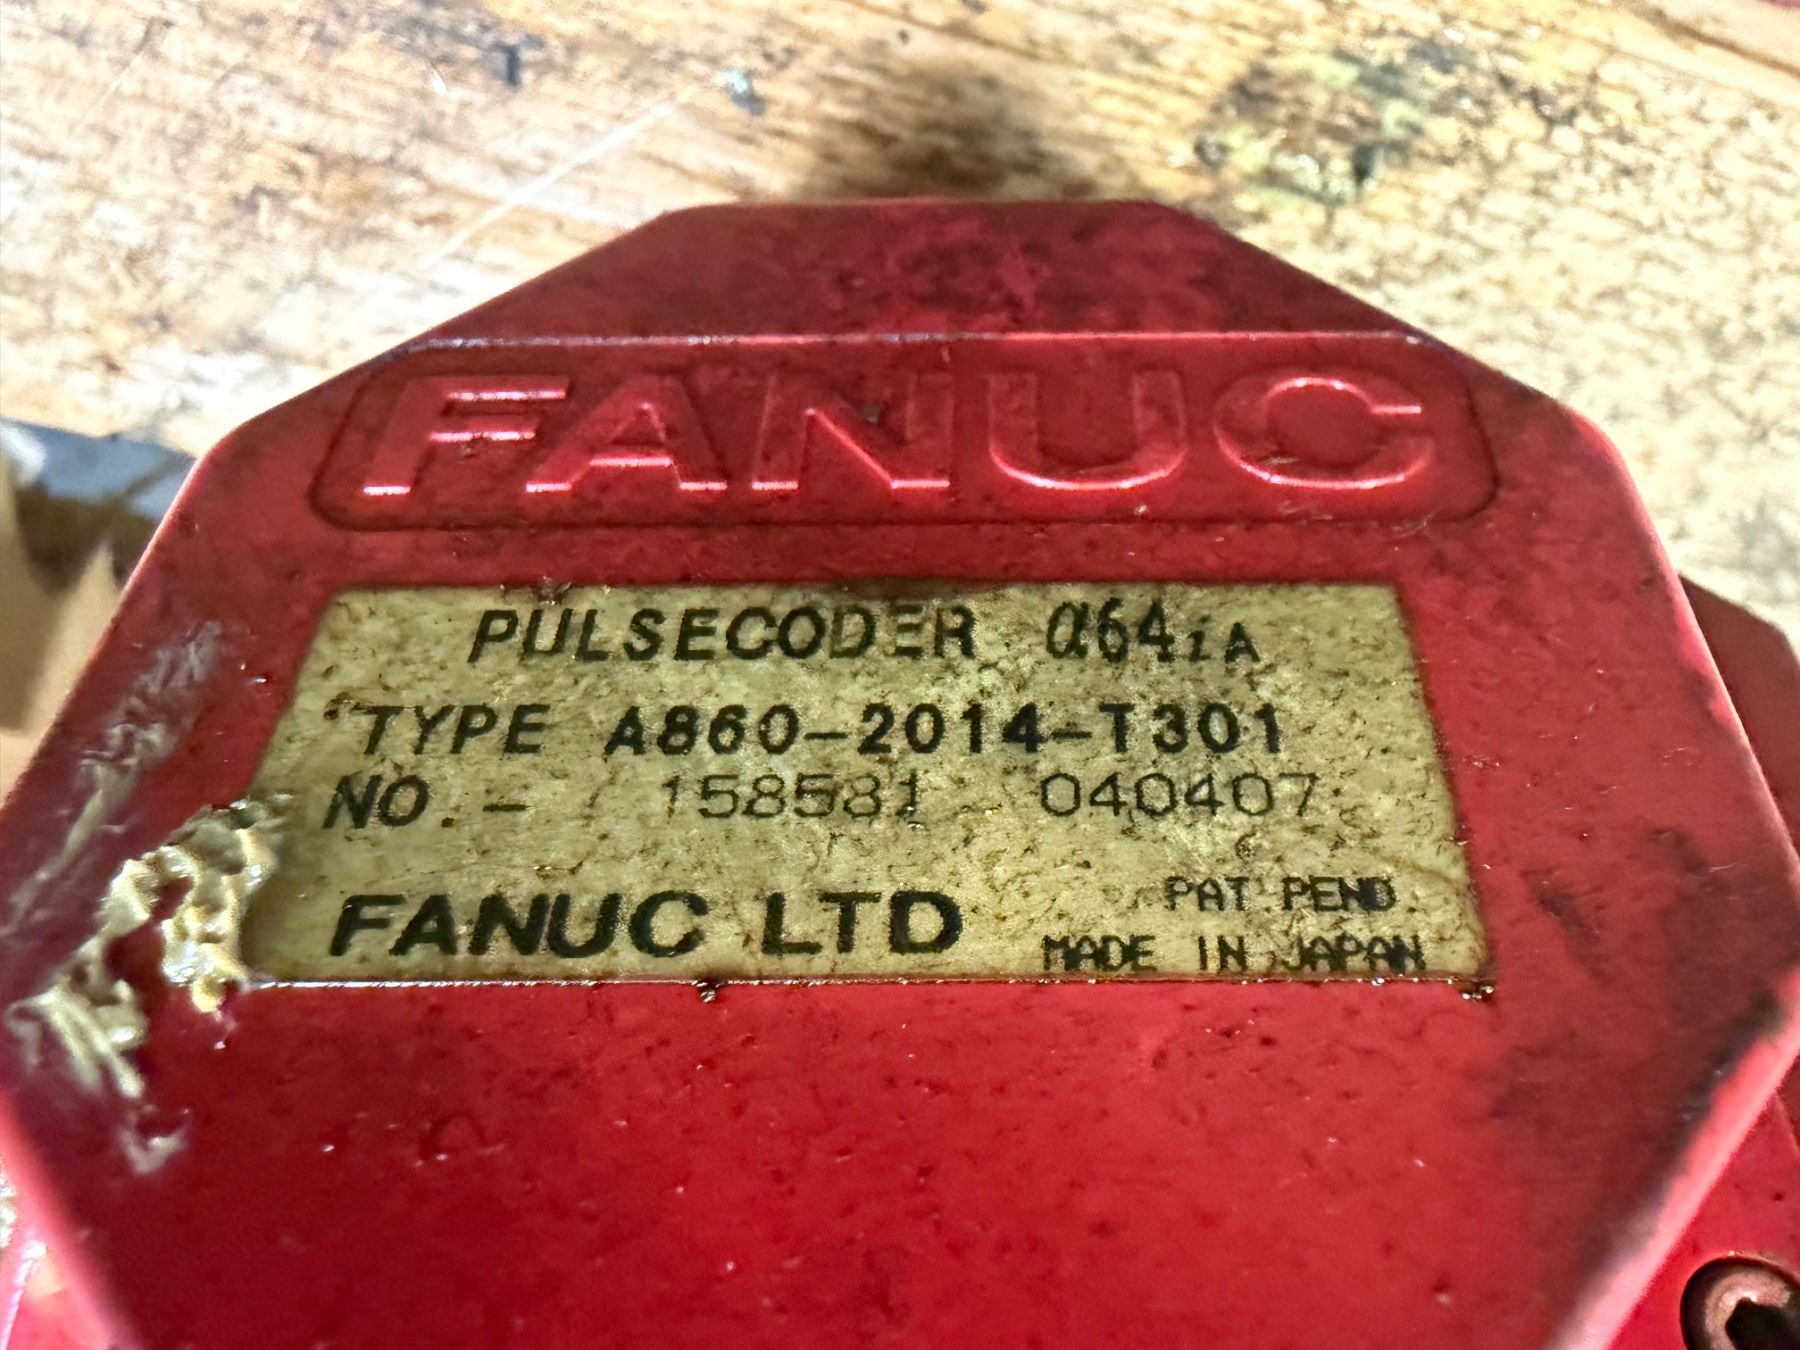 FANUC
PULSECODER α64iA
TYPE A860-2014-T301
NO.- 158581 040407
FANUC LTD
PAT PEND
MADE IN JAPAN